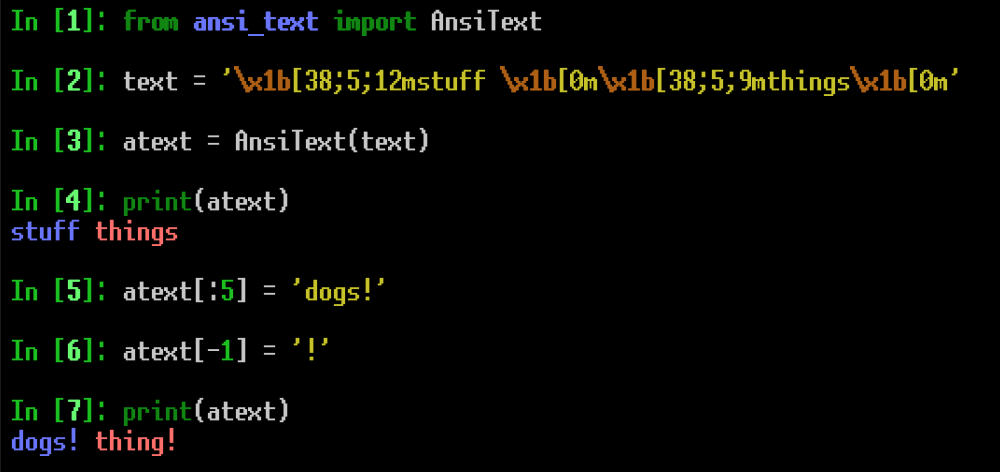 In [1]: from ansi_text import AnsiText
In [2]: text = '\x1b[38;5;12mstuff \x1b[0m\x1b[38;5;9mthings\x1b[0m'
In [3]: atext = AnsiText(text)
In [4]: print(atext)
stuff things
In [5]: atext[:5] = 'dogs!'
In [6]: atext[-1] = '!'
In [7]: print(atext)
dogs! thing!